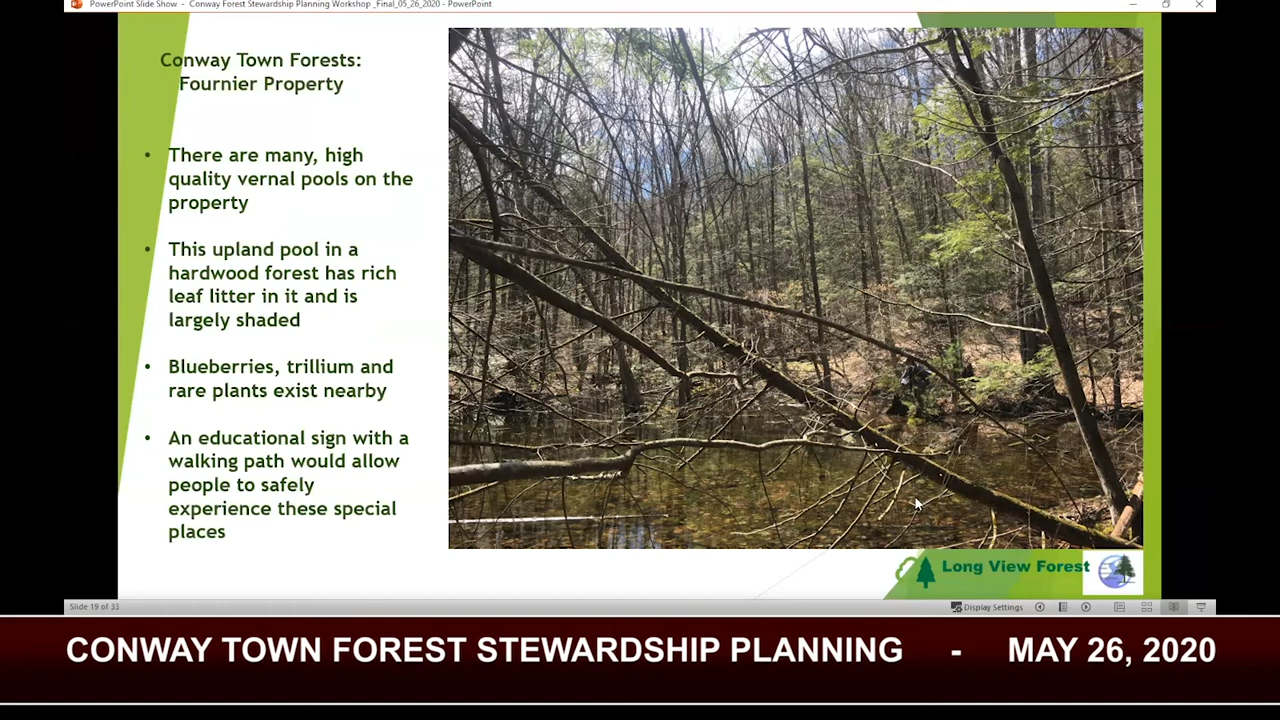 PowerPoint Slide Show - Conway Forest Stewardship Planning Workshop _Final_05_26_2020 - PowerPoint
Conway Town Forests:
Fournier Property
• There are many, high
quality vernal pools on the
property
• This upland pool in a
hardwood forest has rich
leaf litter in it and is
largely shaded
• Blueberries, trillium and
rare plants exist nearby
• An educational sign with a
walking path would allow
people to safely
experience these special
places
Long View Forest
Slide 19 of 33
Display Settings
CONWAY TOWN FOREST STEWARDSHIP PLANNING - MAY 26, 2020